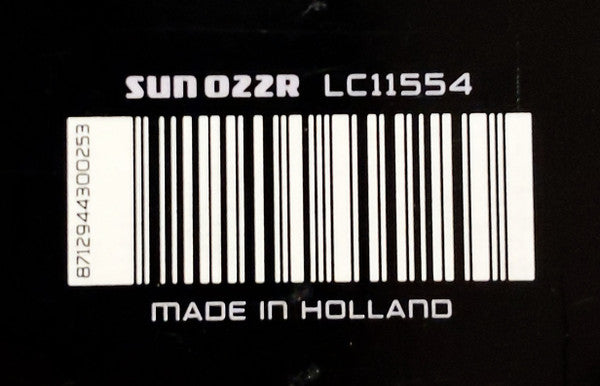 SUN 022R LC11554
8712944300253
MADE IN HOLLAND